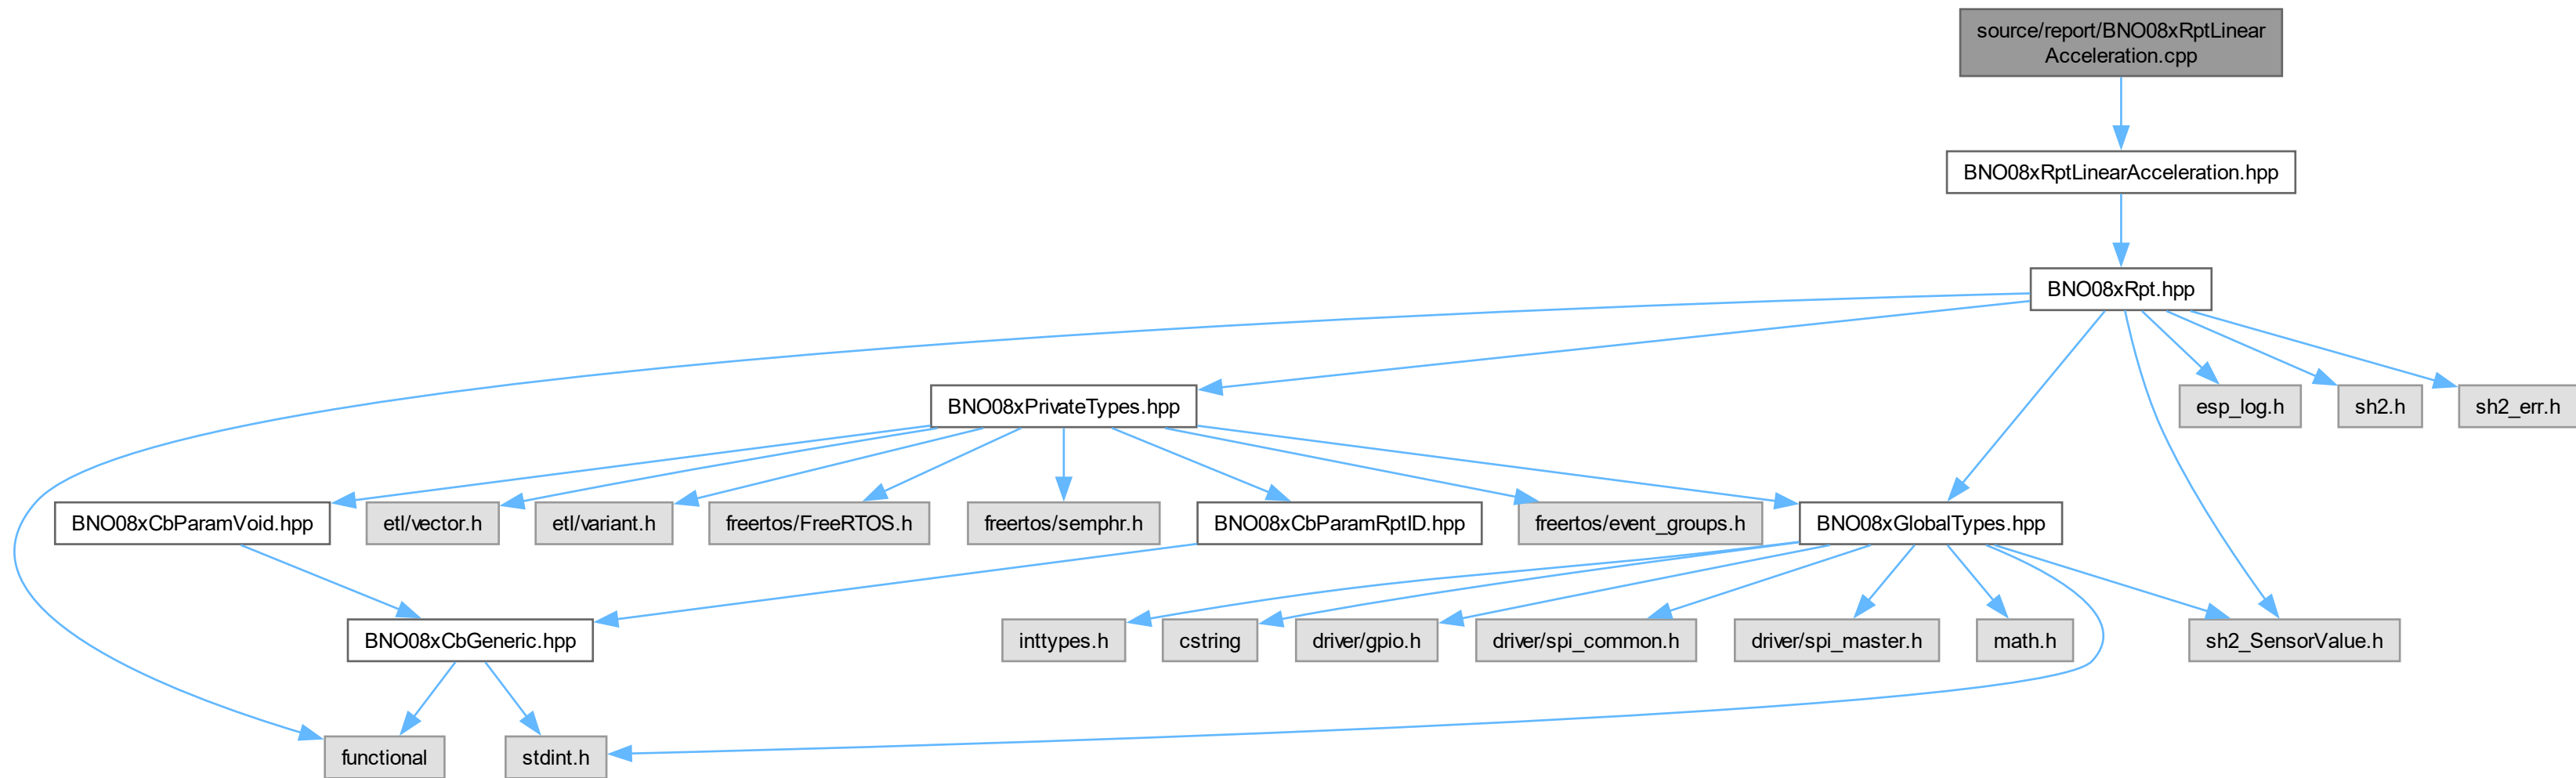 source/report/BNO08xRptLinear
Acceleration.cpp
BNO08xRptLinearAcceleration.hpp
BNO08xRpt.hpp
BNO08xPrivateTypes.hpp
esp_log.h
sh2.h
sh2_err.h
BNO08xCbParamVoid.hpp
etl/vector.h
etl/variant.h
freertos/FreeRTOS.h
freertos/semphr.h
BNO08xCbParamRptID.hpp
freertos/event_groups.h
BNO08xGlobalTypes.hpp
BNO08xCbGeneric.hpp
inttypes.h
cstring
driver/gpio.h
driver/spi_common.h
driver/spi_master.h
math.h
sh2_SensorValue.h
functional
stdint.h